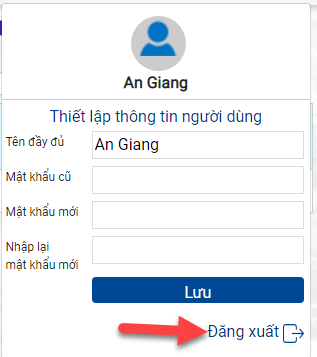 An Giang
Thiết lập thông tin người dùng
Tên đầy đủ
An Giang
Mật khẩu cũ
Mật khẩu mới
Nhập lại
mật khẩu mới
Lưu
Đăng xuất